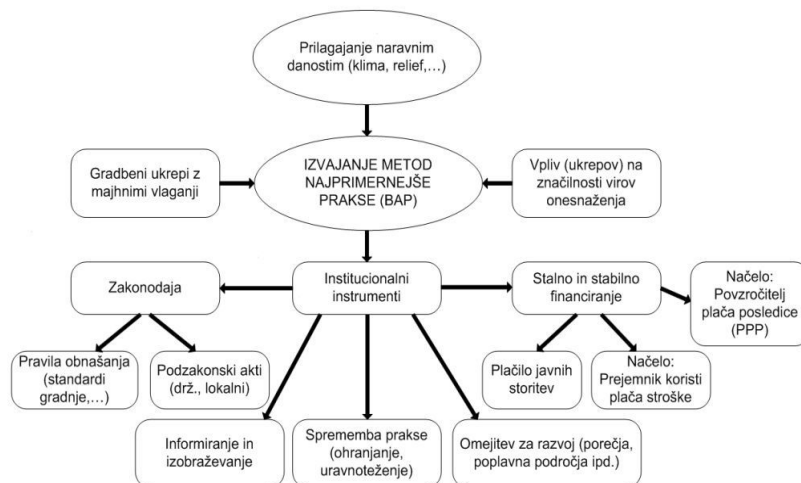 Prilagajanje naravnim
danostim (klima, relief,...)
Gradbeni ukrepi z
majhnimi vlaganji
IZVAJANJE METOD
NAJPRIMERNEJŠE
PRAKSE (BAP)
Vpliv (ukrepov) na
značilnosti virov
onesnaženja
Zakonodaja
Institucionalni
instrumenti
Stalno in stabilno
financiranje
Načelo:
Povzročitelj
plača posledice
(PPP)
Pravila obnašanja
(standardi
gradnje,...)
Podzakonski akti
(drž., lokalni)
Plačilo javnih
storitev
Načelo:
Prejemnik koristi
plača stroške
Informiranje in
izobraževanje
Sprememba prakse
(ohranjanje,
uravnoteženje)
Omejitev za razvoj (porečja,
poplavna področja ipd.)